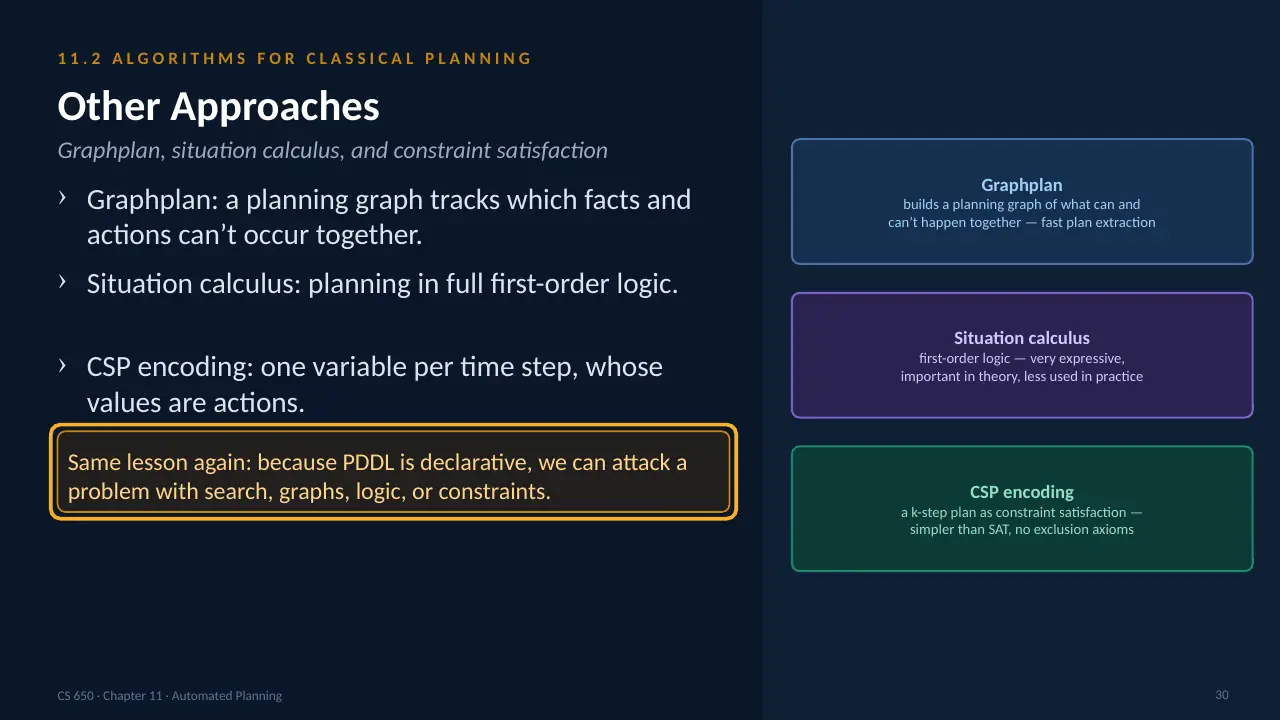 11.2 ALGORITHMS FOR CLASSICAL PLANNING
Other Approaches
Graphplan, situation calculus, and constraint satisfaction
› Graphplan: a planning graph tracks which facts and
actions can’t occur together.
› Situation calculus: planning in full first-order logic.
› CSP encoding: one variable per time step, whose
values are actions.
Same lesson again: because PDDL is declarative, we can attack a
problem with search, graphs, logic, or constraints.
Graphplan
builds a planning graph of what can and
can’t happen together — fast plan extraction
Situation calculus
first-order logic — very expressive,
important in theory, less used in practice
CSP encoding
a k-step plan as constraint satisfaction —
simpler than SAT, no exclusion axioms
CS 650 · Chapter 11 · Automated Planning
30